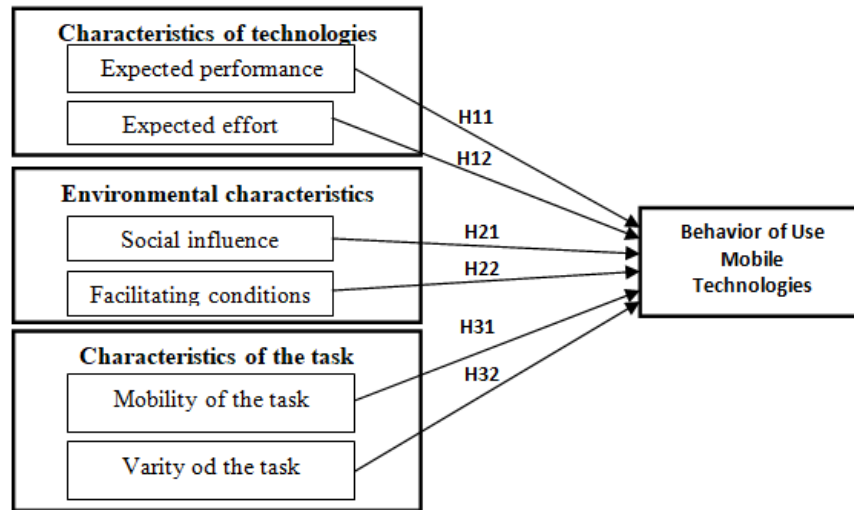 Characteristics of technologies
Expected performance
Expected effort
H11
H12
Environmental characteristics
Social influence
Facilitating conditions
H21
H22
Characteristics of the task
Mobility of the task
Varity od the task
H31
H32
Behavior of Use
Mobile
Technologies